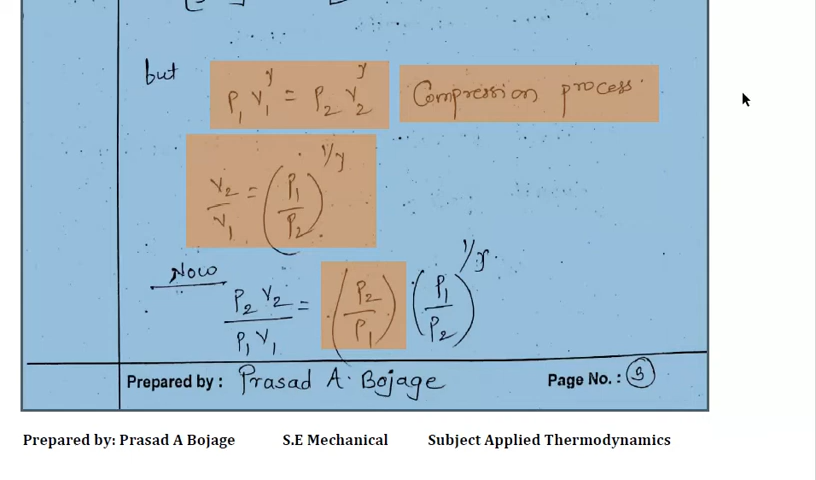 but P₁ V₁^γ = P₂ V₂^γ Compression process
V₂/V₁ = (P₁/P₂)^1/γ
Now P₂ V₂ / P₁ V₁ = (P₂/P₁) (P₁/P₂)^1/γ
Prepared by : Prasad A. Bojage Page No. : 3
Prepared by: Prasad A Bojage S.E Mechanical Subject Applied Thermodynamics